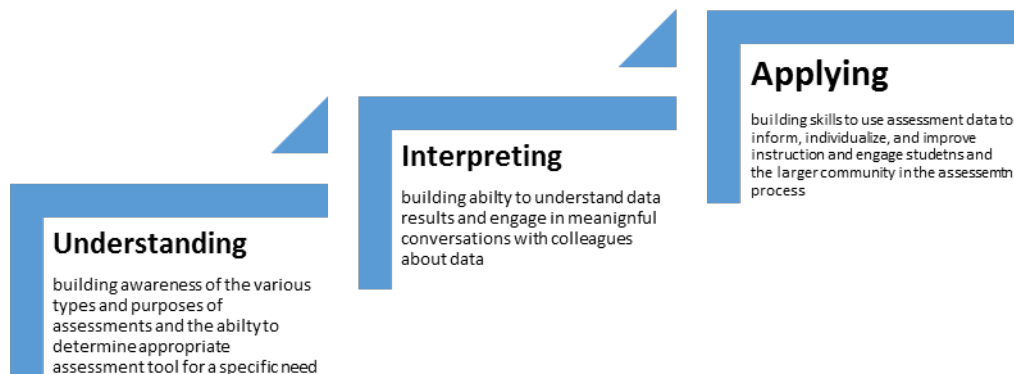 Understanding
building awareness of the various
types and purposes of
assessments and the abilty to
determine appropriate
assessment tool for a specific need
Interpreting
building abilty to understand data
results and engage in meanignful
conversations with colleagues
about data
Applying
building skills to use assessment data to
inform, individualize, and improve
instruction and engage studetns and
the larger community in the assessemtn
process